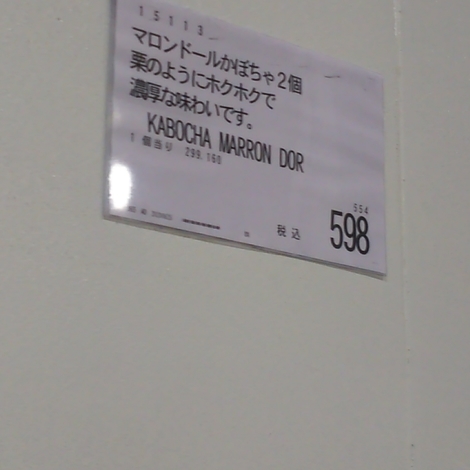 15113
マロンドールかぼちゃ2個
栗のようにホクホクで
濃厚な味わいです。
KABOCHA MARRON DOR
1個当り 299.160
554
税込 598